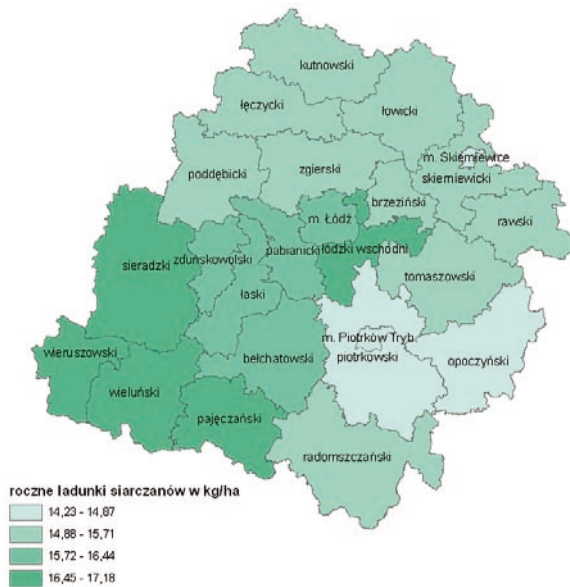 kutnowski
łęczycki
łowicki
m. Skierniewice
skierniewicki
poddębicki
zgierski
brzeziński
rawski
m. Łódź
sieradzki
zduńskowolski
pabianicki
łódzki wschodni
tomaszowski
łaski
wieruszowski
bełchatowski
m. Piotrków Tryb.
piotrkowski
opoczyński
wieluński
pajęczański
radomszczański
roczne ładunki siarczanów w kg/ha
14,23 - 14,87
14,88 - 15,71
15,72 - 16,44
16,45 - 17,18